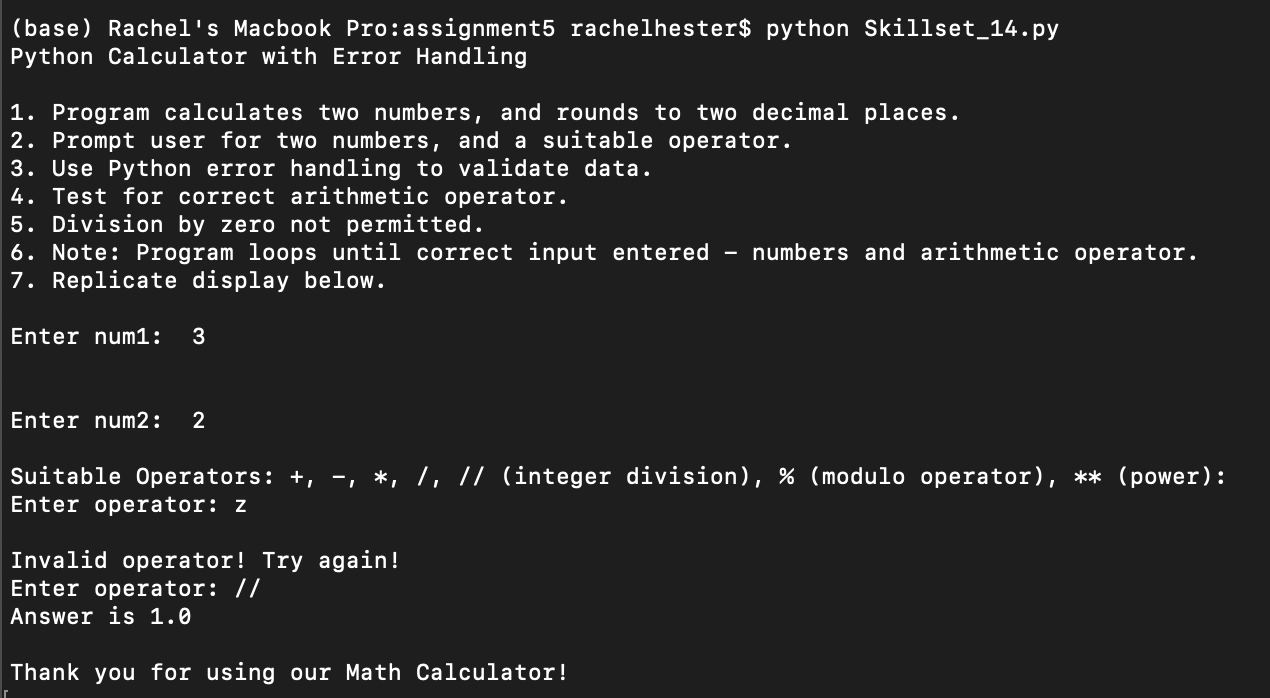 (base) Rachel's Macbook Pro:assignment5 rachelhester$ python Skillset_14.py
Python Calculator with Error Handling
1. Program calculates two numbers, and rounds to two decimal places.
2. Prompt user for two numbers, and a suitable operator.
3. Use Python error handling to validate data.
4. Test for correct arithmetic operator.
5. Division by zero not permitted.
6. Note: Program loops until correct input entered – numbers and arithmetic operator.
7. Replicate display below.
Enter num1:  3
Enter num2:  2
Suitable Operators: +, –, *, /, // (integer division), % (modulo operator), ** (power):
Enter operator: z
Invalid operator! Try again!
Enter operator: //
Answer is 1.0
Thank you for using our Math Calculator!